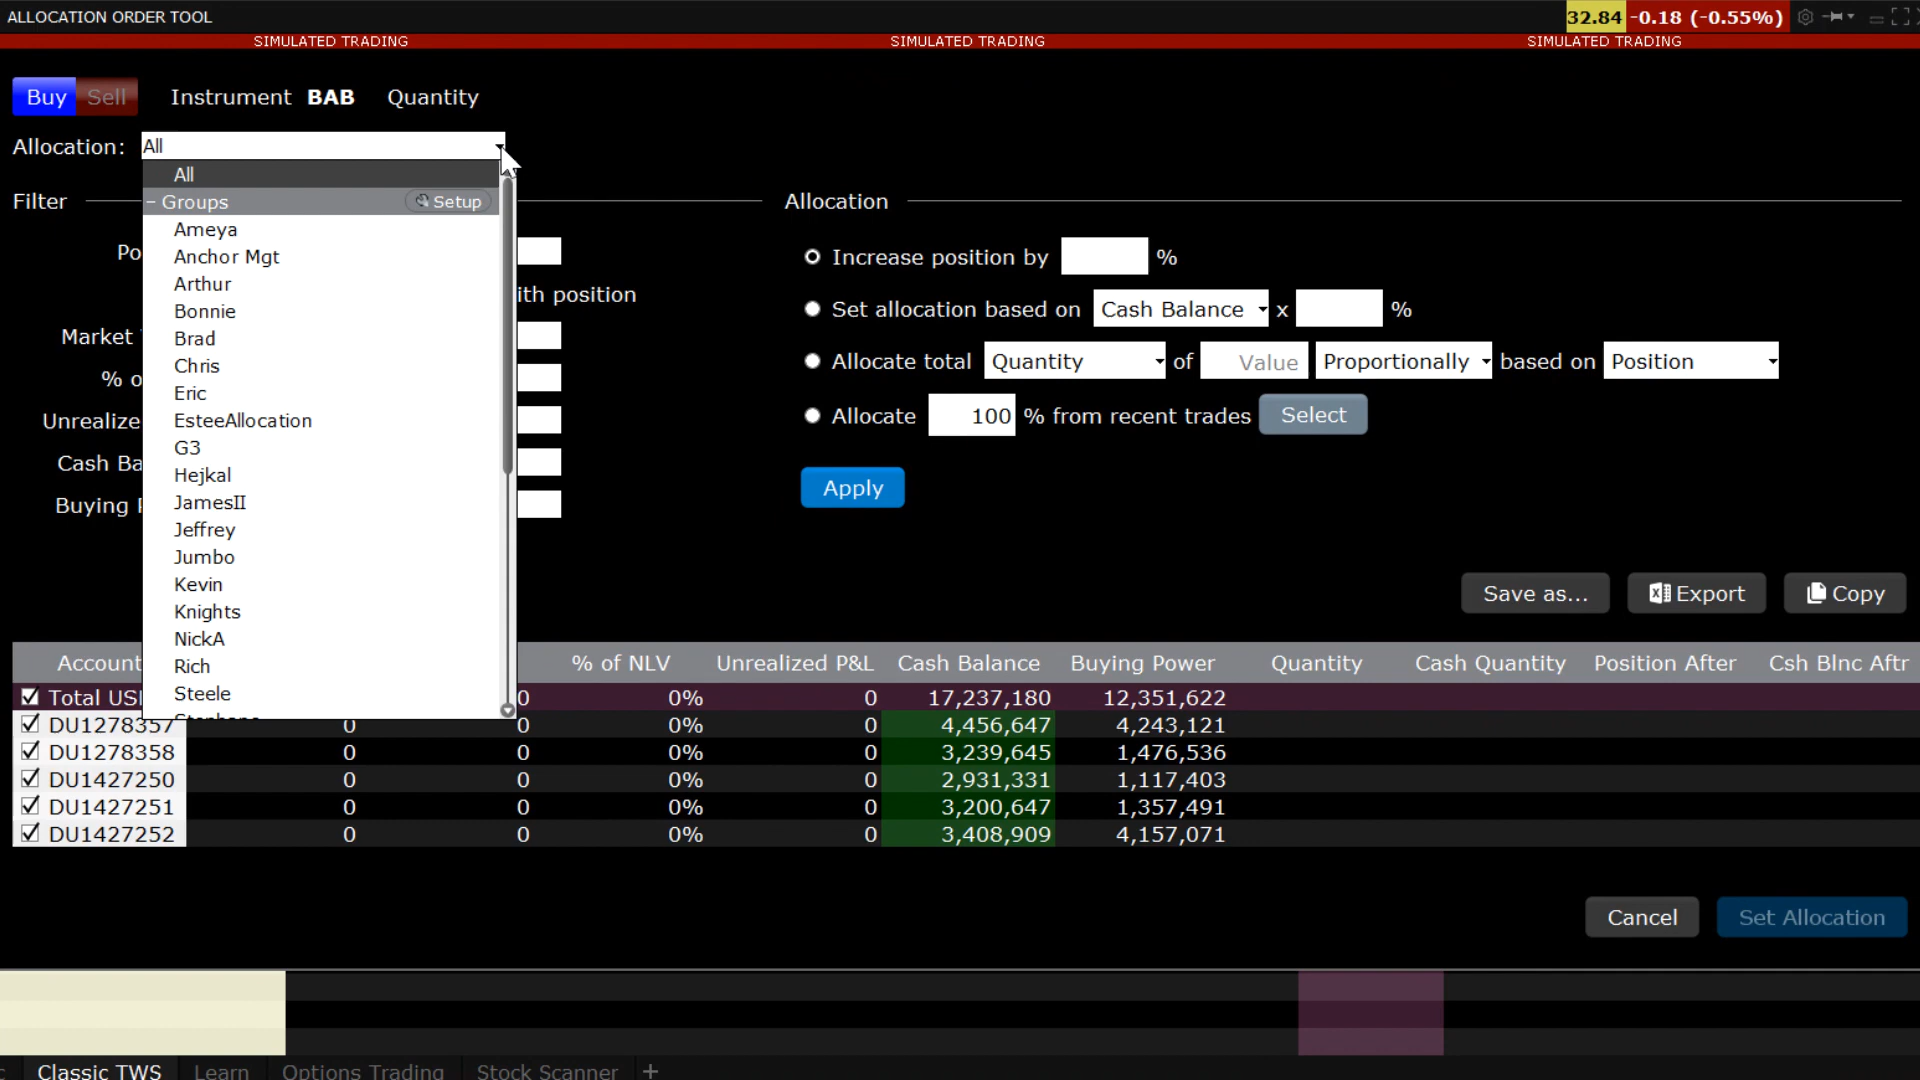 ALLOCATION ORDER TOOL 32.84 -0.18 (-0.55%)
SIMULATED TRADING SIMULATED TRADING SIMULATED TRADING
Buy Sell Instrument BAB Quantity
Allocation: All
All
Groups Setup
Ameya
Anchor Mgt
Arthur
Bonnie
Brad
Chris
Eric
EsteeAllocation
G3
Hejkal
JamesII
Jeffrey
Jumbo
Kevin
Knights
NickA
Rich
Steele
Filter
Po
ith position
Market
% o
Unrealize
Cash Ba
Buying
Allocation
Increase position by %
Set allocation based on Cash Balance x %
Allocate total Quantity of Value Proportionally based on Position
Allocate 100 % from recent trades Select
Apply
Save as... Export Copy
Account % of NLV Unrealized P&L Cash Balance Buying Power Quantity Cash Quantity Position After Csh Blnc Aftr
Total US 0 0% 0 17,237,180 12,351,622
DU1278357 0 0 0% 0 4,456,647 4,243,121
DU1278358 0 0 0% 0 3,239,645 1,476,536
DU1427250 0 0 0% 0 2,931,331 1,117,403
DU1427251 0 0 0% 0 3,200,647 1,357,491
DU1427252 0 0 0% 0 3,408,909 4,157,071
Cancel Set Allocation
Classic TWS Learn Options Trading Stock Scanner +